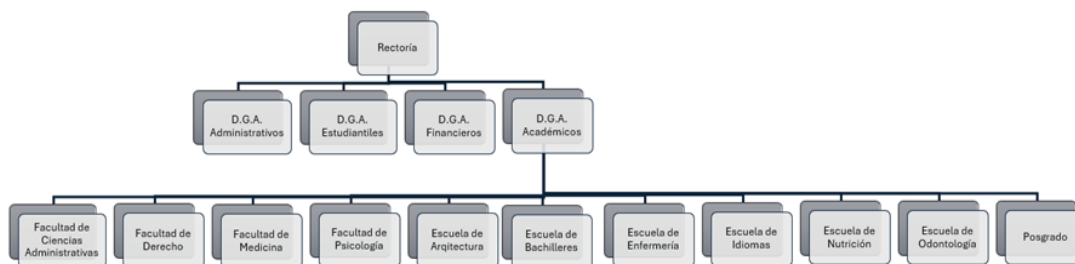 Rectoría
D.G.A.
Administrativos
D.G.A.
Estudiantiles
D.G.A.
Financieros
D.G.A.
Académicos
Facultad de
Ciencias
Administrativas
Facultad de
Derecho
Facultad de
Medicina
Facultad de
Psicología
Escuela de
Arqitectura
Escuela de
Bachilleres
Escuela de
Enfermería
Escuela de
Idiomas
Escuela de
Nutrición
Escuela de
Odontología
Posgrado